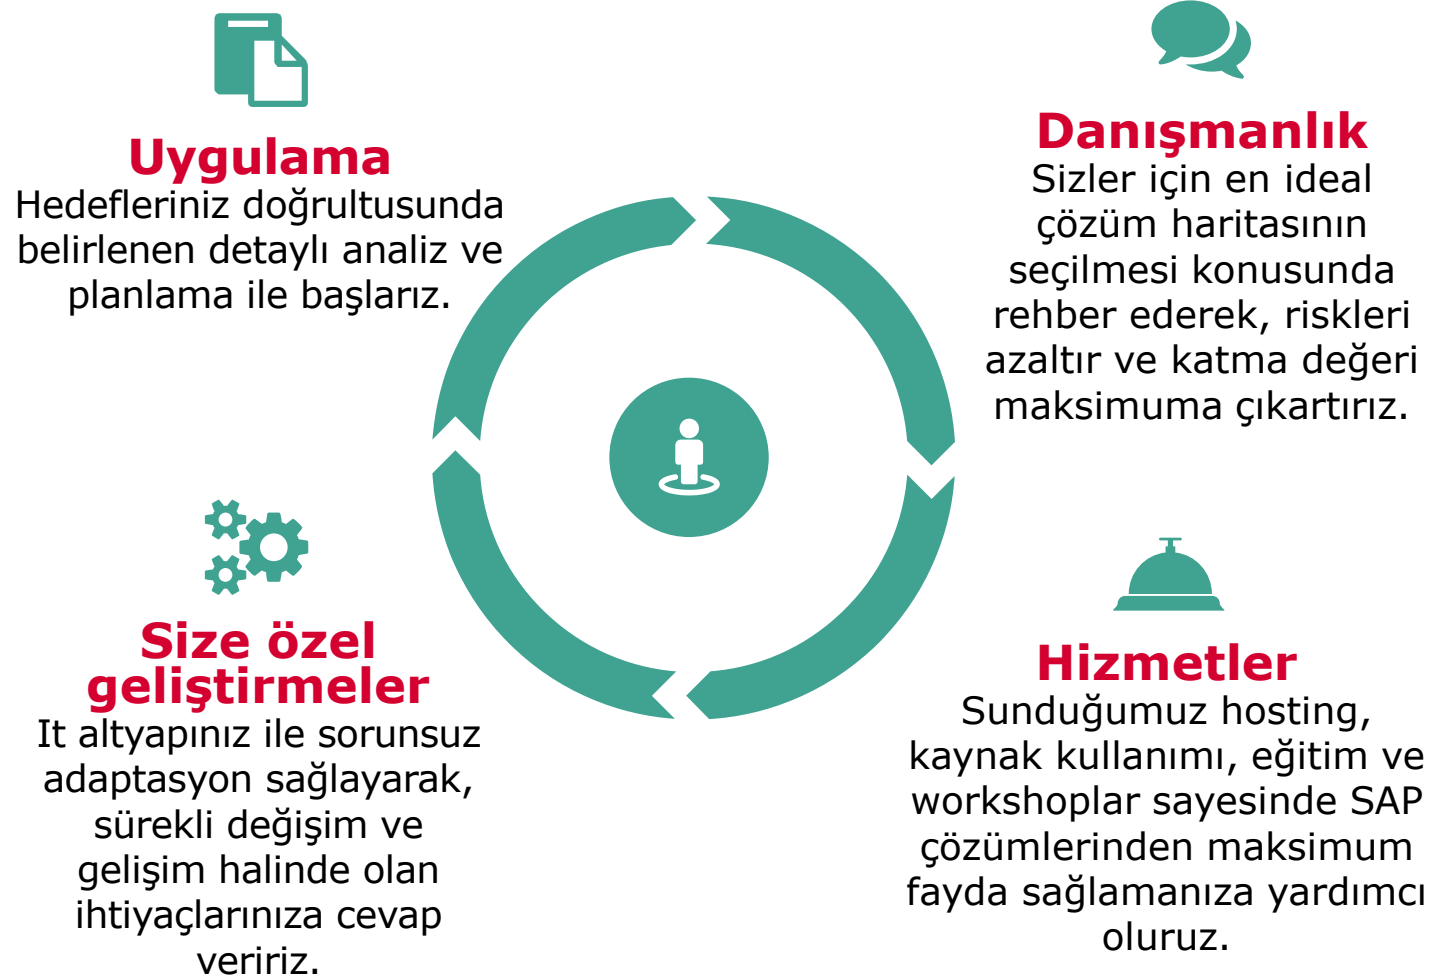 Uygulama
Hedefleriniz doğrultusunda
belirlenen detaylı analiz ve
planlama ile başlarız.
Danışmanlık
Sizler için en ideal
çözüm haritasının
seçilmesi konusunda
rehber ederek, riskleri
azaltır ve katma değeri
maksimuma çıkartırız.
Size özel
geliştirmeler
It altyapınız ile sorunsuz
adaptasyon sağlayarak,
sürekli değişim ve
gelişim halinde olan
ihtiyaçlarınıza cevap
veririz.
Hizmetler
Sunduğumuz hosting,
kaynak kullanımı, eğitim ve
workshoplar sayesinde SAP
çözümlerinden maksimum
fayda sağlamanıza yardımcı
oluruz.